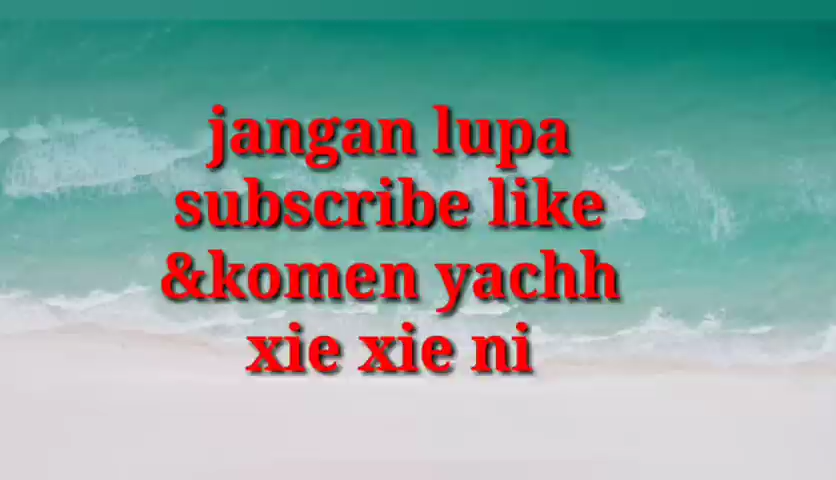 jangan lupa
subscribe like
&komen yachh
xie xie ni